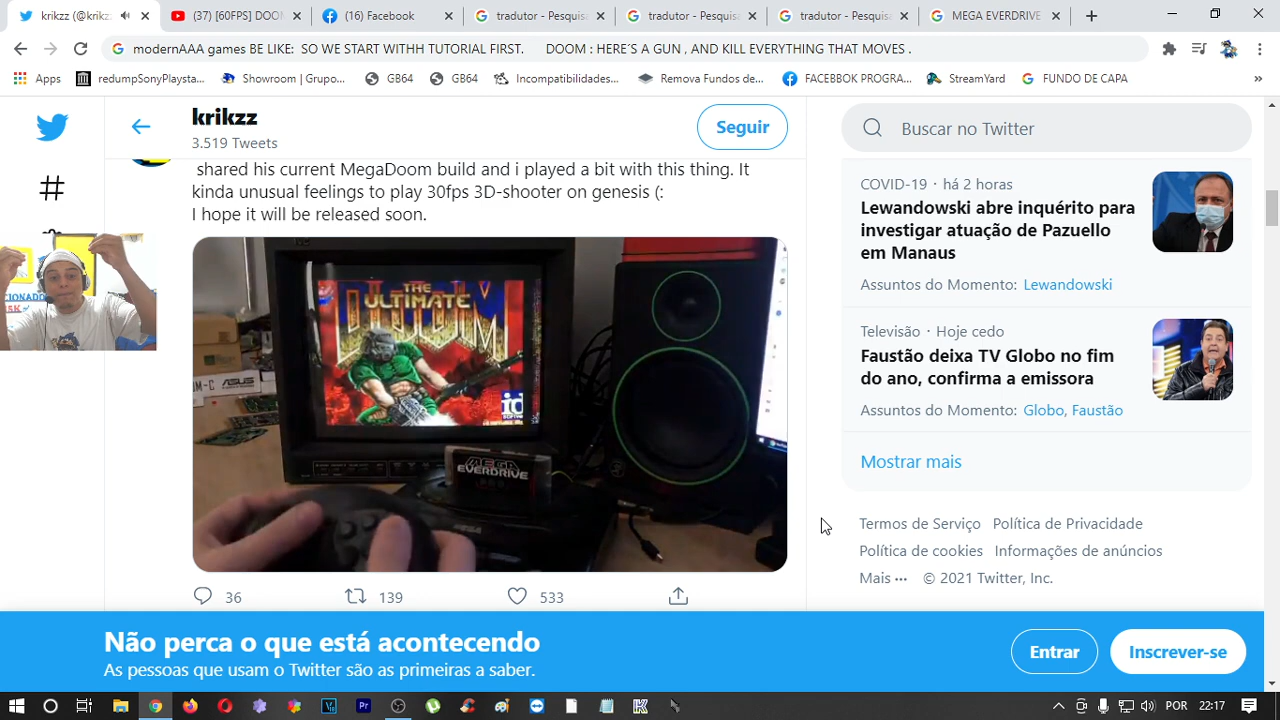 krikzz (@krikz
(37) [60FPS] DOOM
(16) Facebook
tradutor - Pesquisa
tradutor - Pesquisa
tradutor - Pesquisa
MEGA EVERDRIVE
modernAAA games BE LIKE: SO WE START WITHH TUTORIAL FIRST. DOOM : HERE´S A GUN , AND KILL EVERYTHING THAT MOVES .
Apps
redumpSonyPlaysta...
Showroom | Grupo...
GB64
GB64
Incompatibilidades...
Remova Fundos de...
FACEBBOK PROGRA...
StreamYard
FUNDO DE CAPA
krikzz
3.519 Tweets
Seguir
shared his current MegaDoom build and i played a bit with this thing. It
kinda unusual feelings to play 30fps 3D-shooter on genesis (:
I hope it will be released soon.
THE
ULTIMATE
DOOM
id
ASUS
MEGA
EVERDRIVE
36
139
533
Buscar no Twitter
COVID-19 · há 2 horas
Lewandowski abre inquérito para
investigar atuação de Pazuello
em Manaus
Assuntos do Momento: Lewandowski
Televisão · Hoje cedo
Faustão deixa TV Globo no fim
do ano, confirma a emissora
Assuntos do Momento: Globo, Faustão
Mostrar mais
Termos de Serviço Política de Privacidade
Política de cookies Informações de anúncios
Mais ··· © 2021 Twitter, Inc.
Não perca o que está acontecendo
As pessoas que usam o Twitter são as primeiras a saber.
Entrar
Inscrever-se
POR
22:17